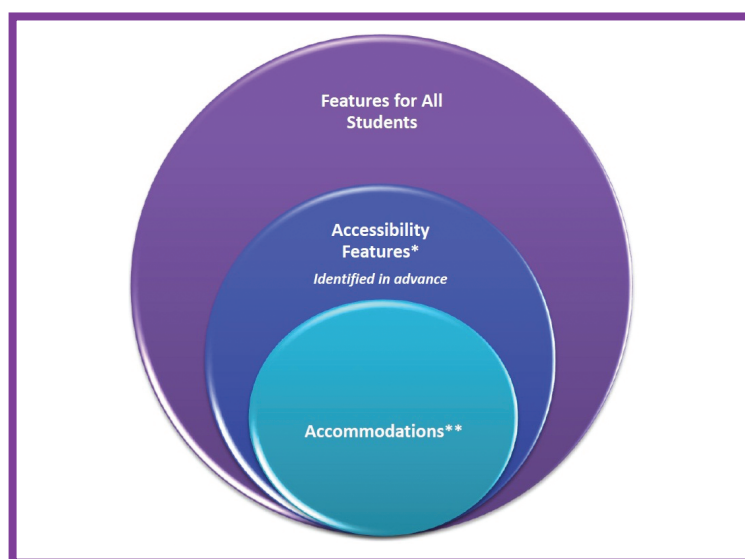 Features for All
Students
Accessibility
Features*
Identified in advance
Accommodations**